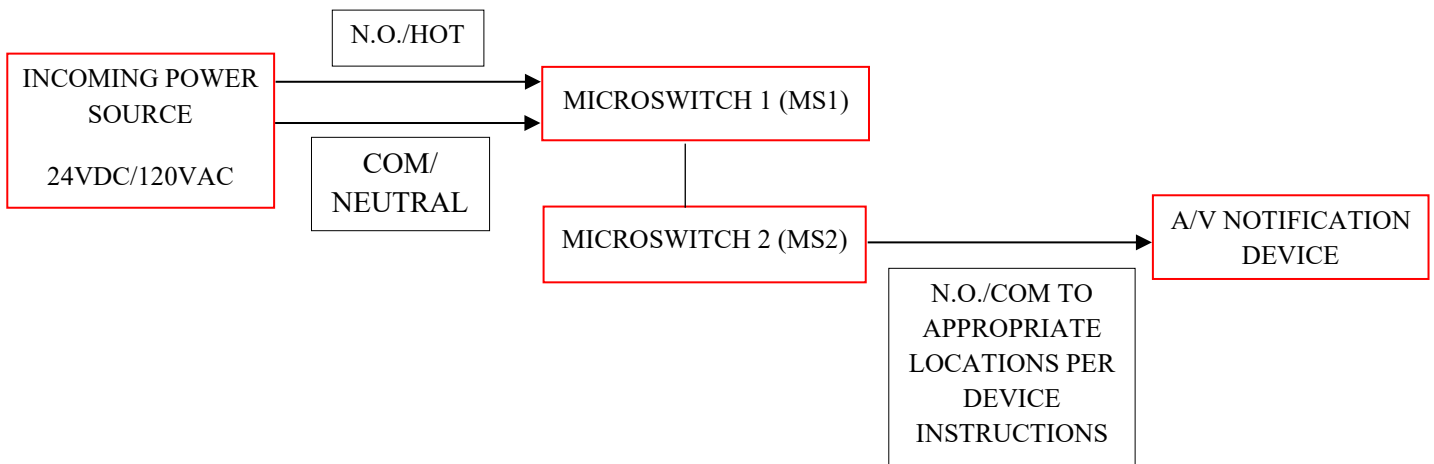 N.O./HOT
INCOMING POWER
SOURCE
24VDC/120VAC
MICROSWITCH 1 (MS1)
COM/
NEUTRAL
MICROSWITCH 2 (MS2)
A/V NOTIFICATION
DEVICE
N.O./COM TO
APPROPRIATE
LOCATIONS PER
DEVICE
INSTRUCTIONS